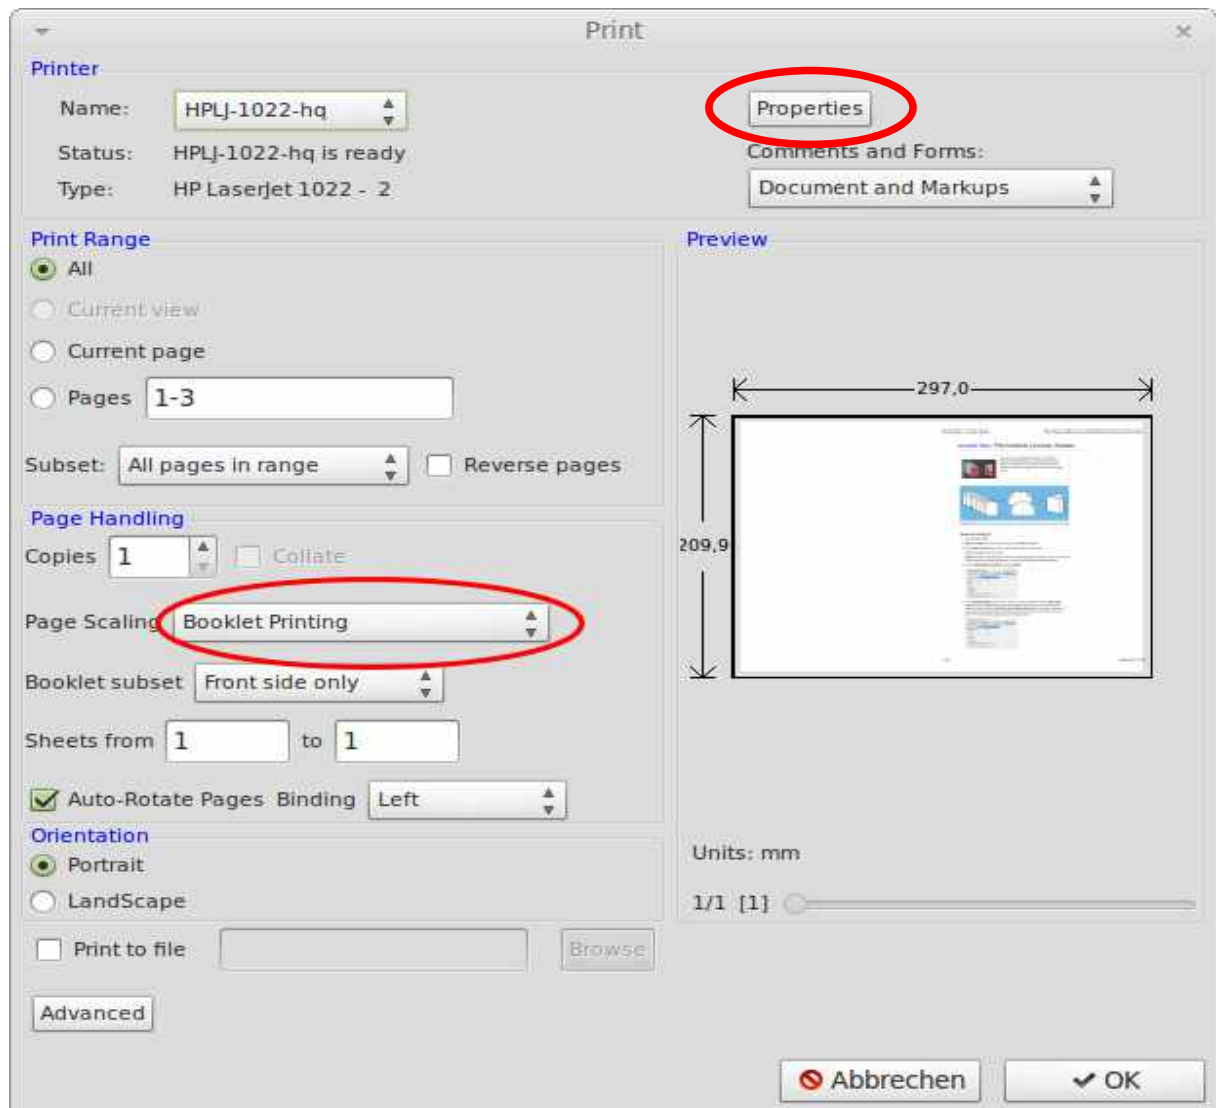 Print
Printer
Name: HPLJ-1022-hq Properties
Status: HPLJ-1022-hq is ready Comments and Forms:
Type: HP LaserJet 1022 - 2 Document and Markups
Print Range Preview
All
Current view
Current page
297,0
Pages 1-3
Subset: All pages in range Reverse pages
Page Handling
209,9
Copies 1 Collate
Page Scaling Booklet Printing
Booklet subset Front side only
Sheets from 1 to 1
Auto-Rotate Pages Binding Left
Orientation
Units: mm
Portrait
LandScape
1/1 [1]
Print to file Browse
Advanced
Abbrechen OK